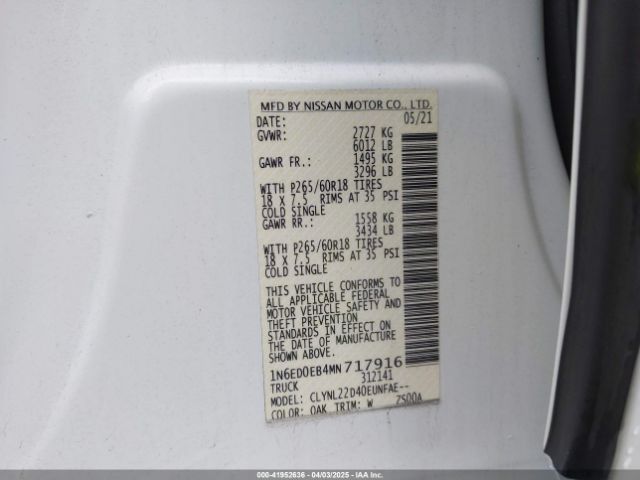 MFD BY NISSAN MOTOR CO., LTD.
DATE: 05/21
GVWR: 2727 KG
6012 LB
GAWR FR.: 1495 KG
3296 LB
WITH P265/60R18 TIRES
18 X 7.5 RIMS AT 35 PSI
COLD SINGLE
GAWR RR.: 1558 KG
3434 LB
WITH P265/60R18 TIRES
18 X 7.5 RIMS AT 35 PSI
COLD SINGLE
THIS VEHICLE CONFORMS TO
ALL APPLICABLE FEDERAL
MOTOR VEHICLE SAFETY AND
THEFT PREVENTION
STANDARDS IN EFFECT ON
THE DATE OF MANUFACTURE
SHOWN ABOVE.
1N6ED0EB4MN717916
TRUCK 312141
MODEL: CLYNL22D40EUNFAE--
COLOR: QAK TRIM: W ZS00A
000-41952636 - 04/03/2025 - IAAI.COM